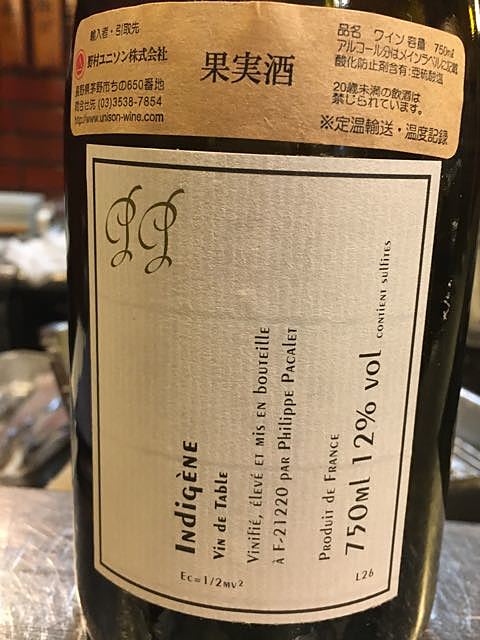 輸入者・引取先
野村ユニソン株式会社
長野県茅野市ちの650番地
問合せ先 (03)3538-7854
http://www.unison-wine.com
果実酒
品名 ワイン 容量 750ml
アルコール分はメインラベルに記載
酸化防止剤含有:亜硫酸塩
20歳未満の飲酒は
禁じられています。
※定温輸送・温度記録
PP
Indigène
Vin de Table
Vinifié, élevé et mis en bouteille
à F-21220 par Philippe Pacalet
Produit de France
750ml 12% vol contient sulfites
Ec=1/2mv²
L26